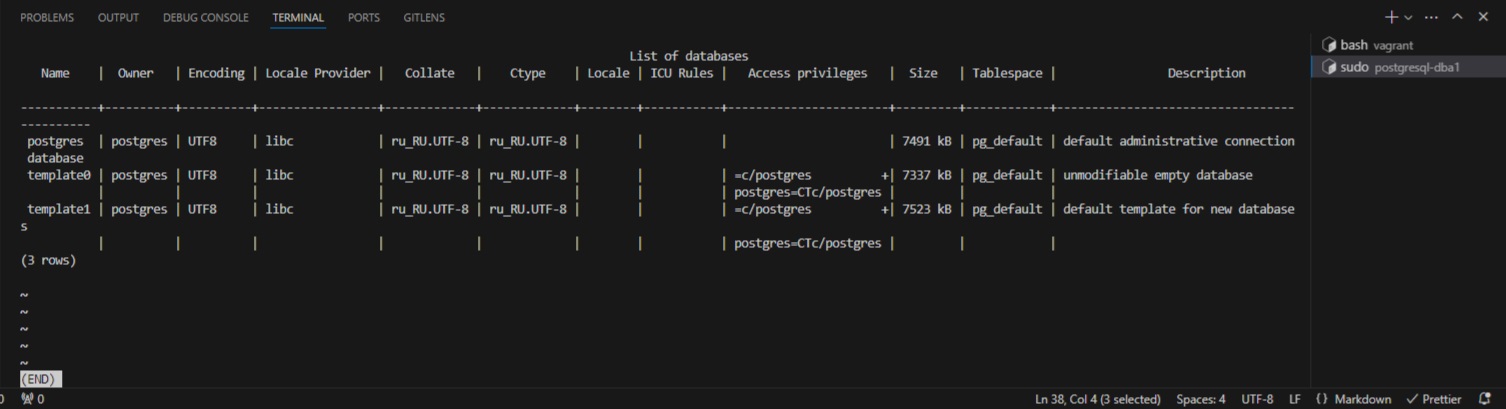 PROBLEMS OUTPUT DEBUG CONSOLE TERMINAL PORTS GITLENS
bash vagrant
sudo postgresql-dba1
List of databases
Name | Owner | Encoding | Locale Provider | Collate | Ctype | Locale | ICU Rules | Access privileges | Size | Tablespace | Description
-----------+----------+----------+-----------------+-------------+-------------+--------+-----------+-----------------------+---------+------------+----------------------------------
----------
postgres | postgres | UTF8 | libc | ru_RU.UTF-8 | ru_RU.UTF-8 | | | | 7491 kB | pg_default | default administrative connection
database
template0 | postgres | UTF8 | libc | ru_RU.UTF-8 | ru_RU.UTF-8 | | | =c/postgres +| 7337 kB | pg_default | unmodifiable empty database
| | | | | | | | postgres=CTc/postgres | | |
template1 | postgres | UTF8 | libc | ru_RU.UTF-8 | ru_RU.UTF-8 | | | =c/postgres +| 7523 kB | pg_default | default template for new database
s
| | | | | | | | postgres=CTc/postgres | | |
(3 rows)
~
~
~
~
~
(END)
0 0 Ln 38, Col 4 (3 selected) Spaces: 4 UTF-8 LF {} Markdown Prettier